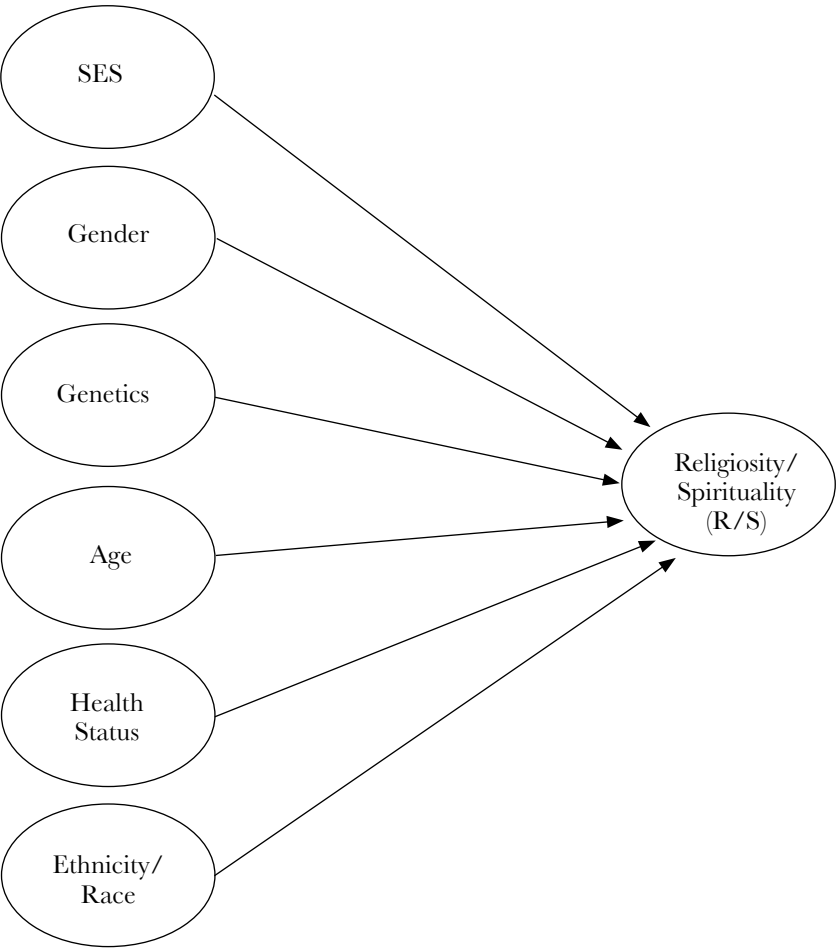 SES
Gender
Genetics
Age
Health
Status
Ethnicity/
Race
Religiosity/
Spirituality
(R/S)